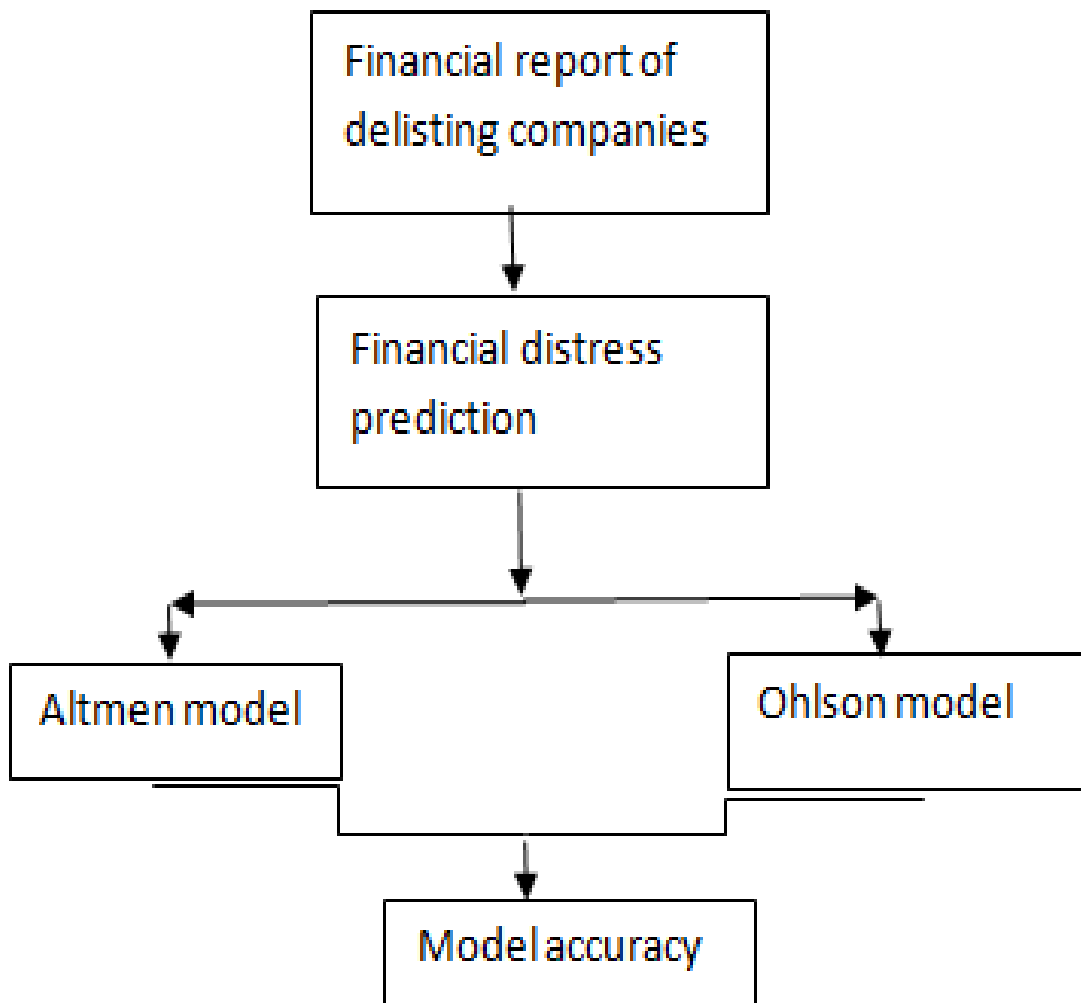 Financial report of
delisting companies
Financial distress
prediction
Altmen model
Ohlson model
Model accuracy